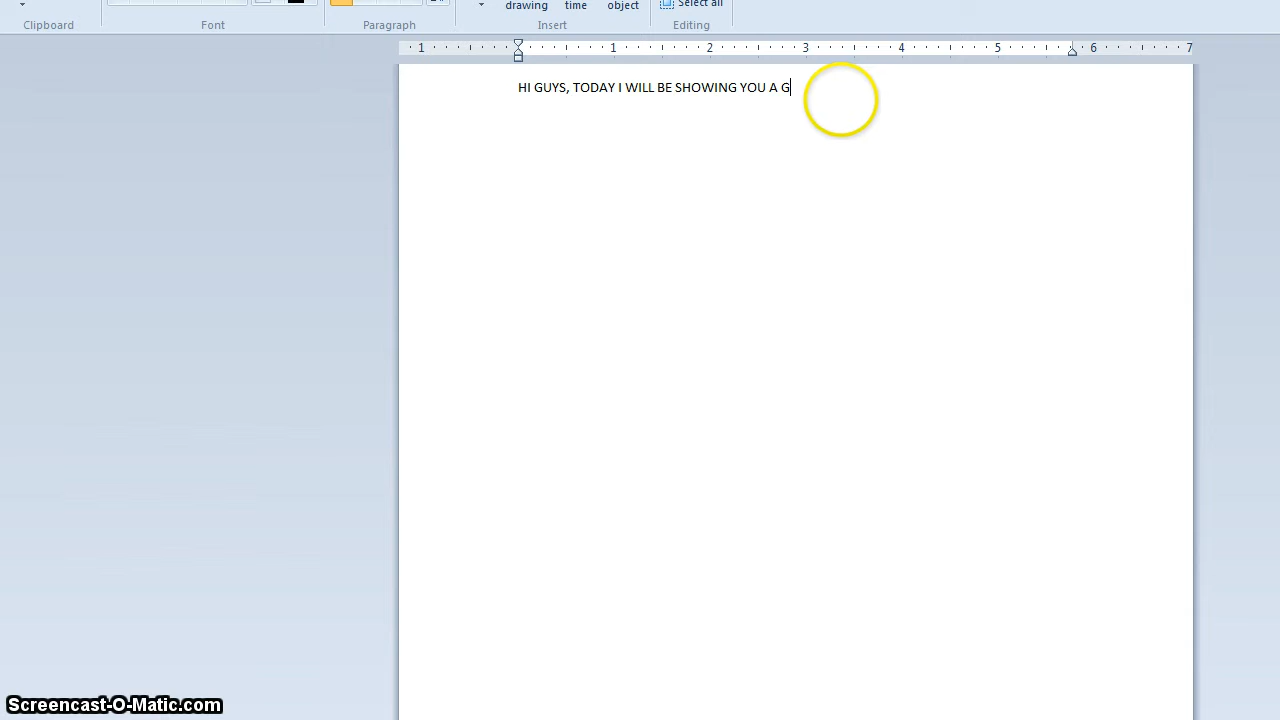 drawing time object Select all
Clipboard Font Paragraph Insert Editing
1 1 2 3 4 5 6 7
HI GUYS, TODAY I WILL BE SHOWING YOU A G
Screencast-O-Matic.com